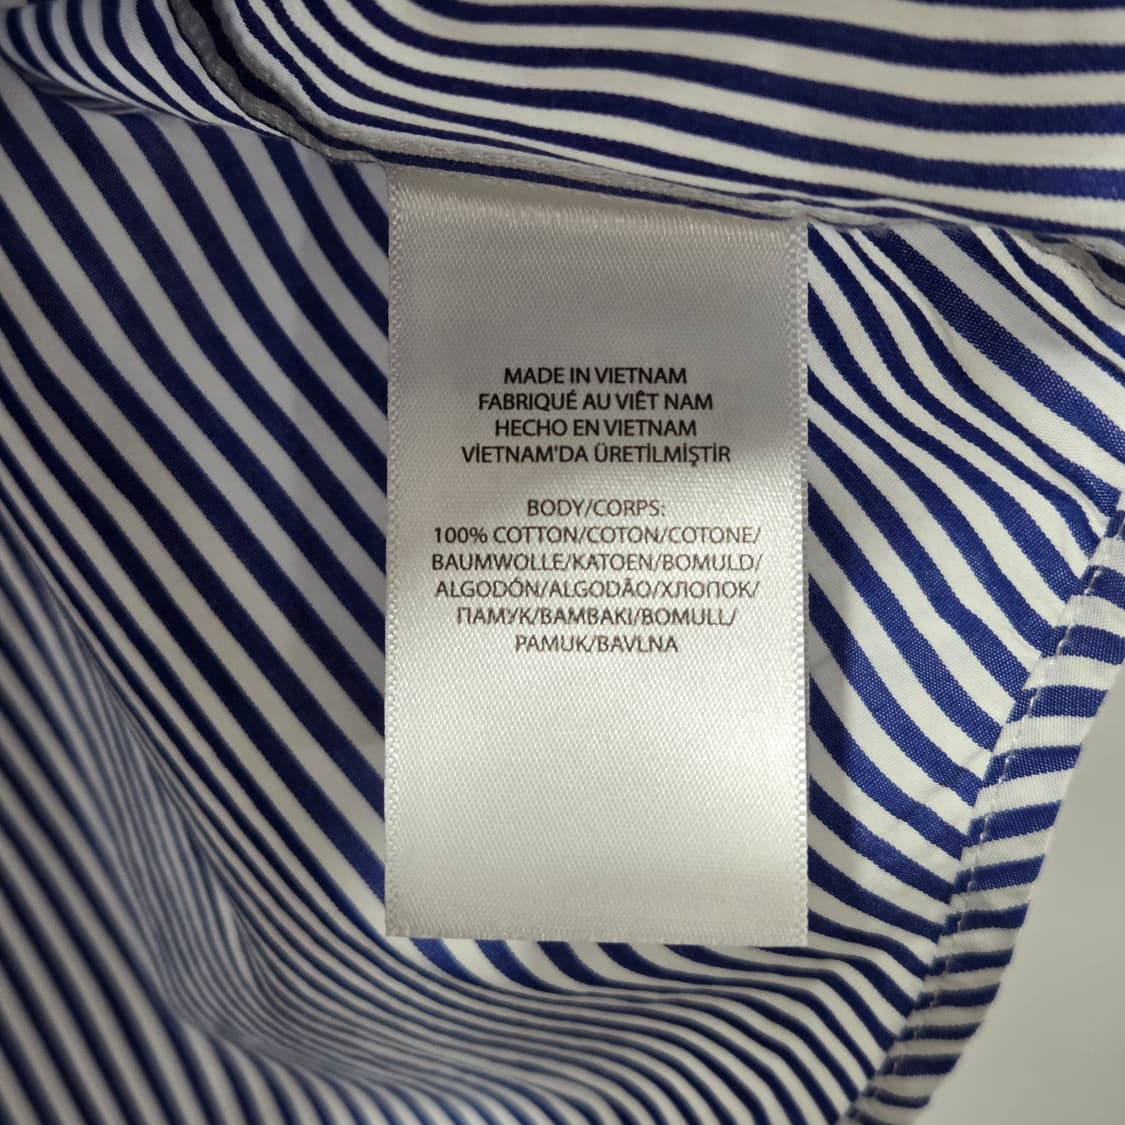 MADE IN VIETNAM
FABRIQUÉ AU VIÊT NAM
HECHO EN VIETNAM
VİETNAM'DA ÜRETİLMİŞTİR
BODY/CORPS:
100% COTTON/COTON/COTONE/
BAUMWOLLE/KATOEN/BOMULD/
ALGODÓN/ALGODÃO/ХЛОПОК/
ПАМУК/BAMBAKI/BOMULL/
PAMUK/BAVLNA